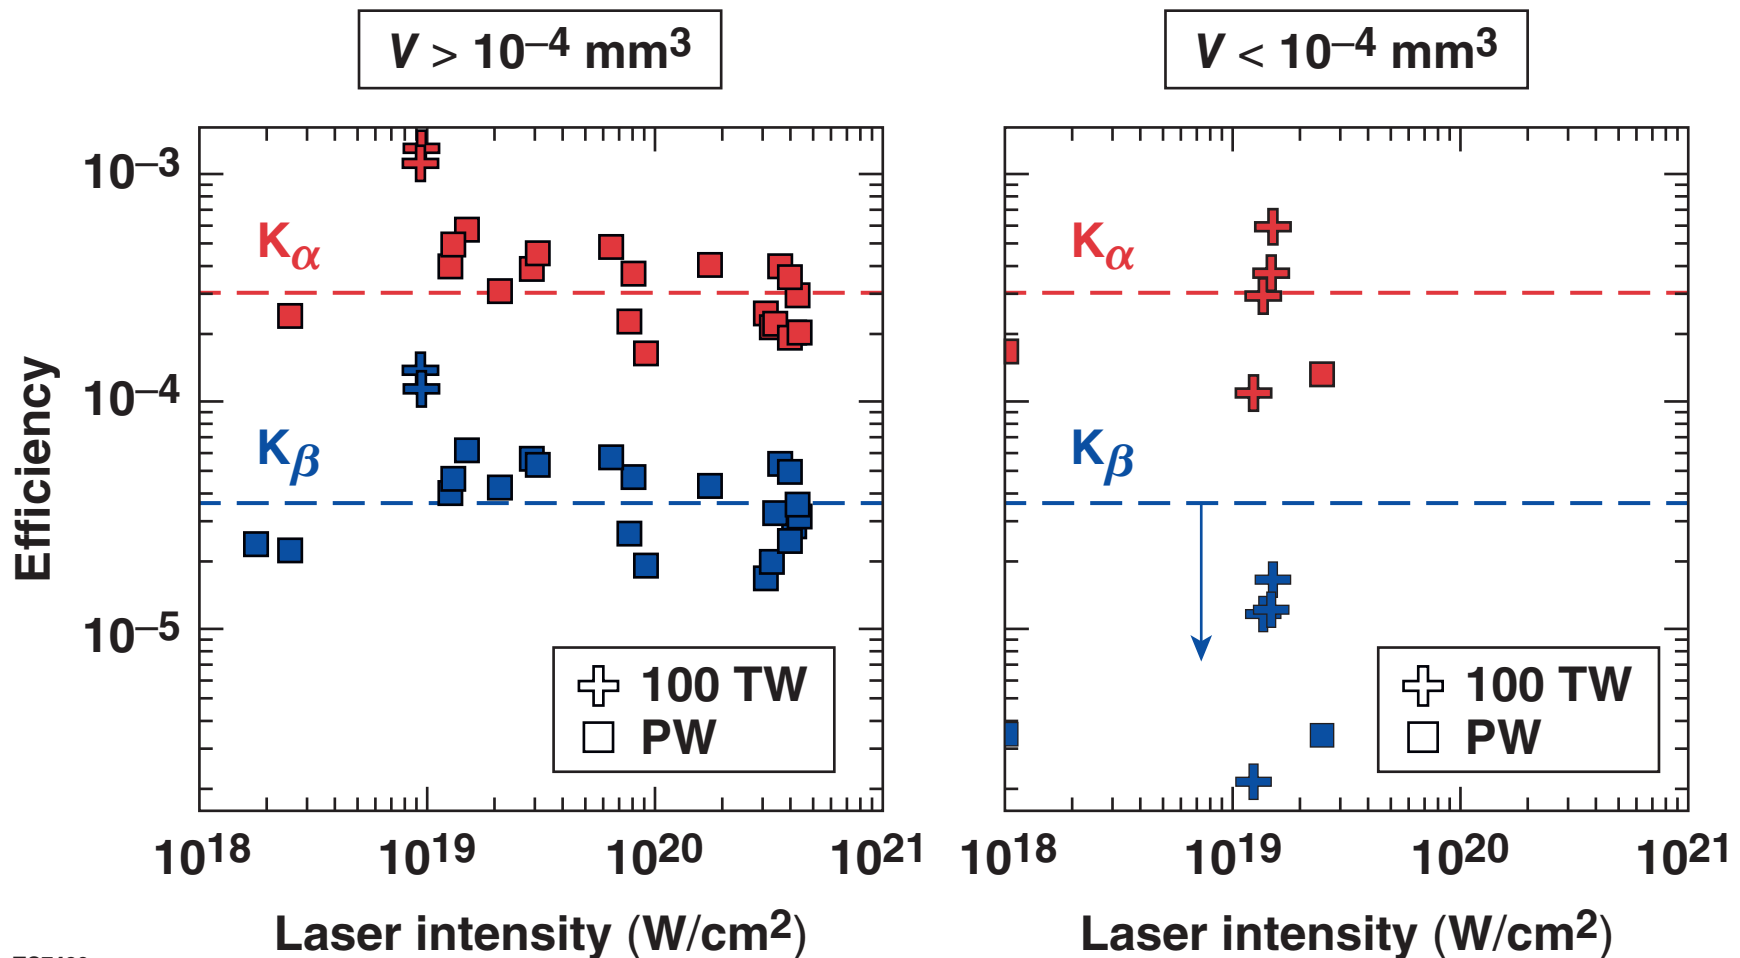 V > 10⁻⁴ mm³
V < 10⁻⁴ mm³
Efficiency
10⁻³
10⁻⁴
10⁻⁵
Kα
Kβ
100 TW
PW
10¹⁸ 10¹⁹ 10²⁰ 10²¹
Laser intensity (W/cm²)
Kα
Kβ
100 TW
PW
10¹⁸ 10¹⁹ 10²⁰ 10²¹
Laser intensity (W/cm²)